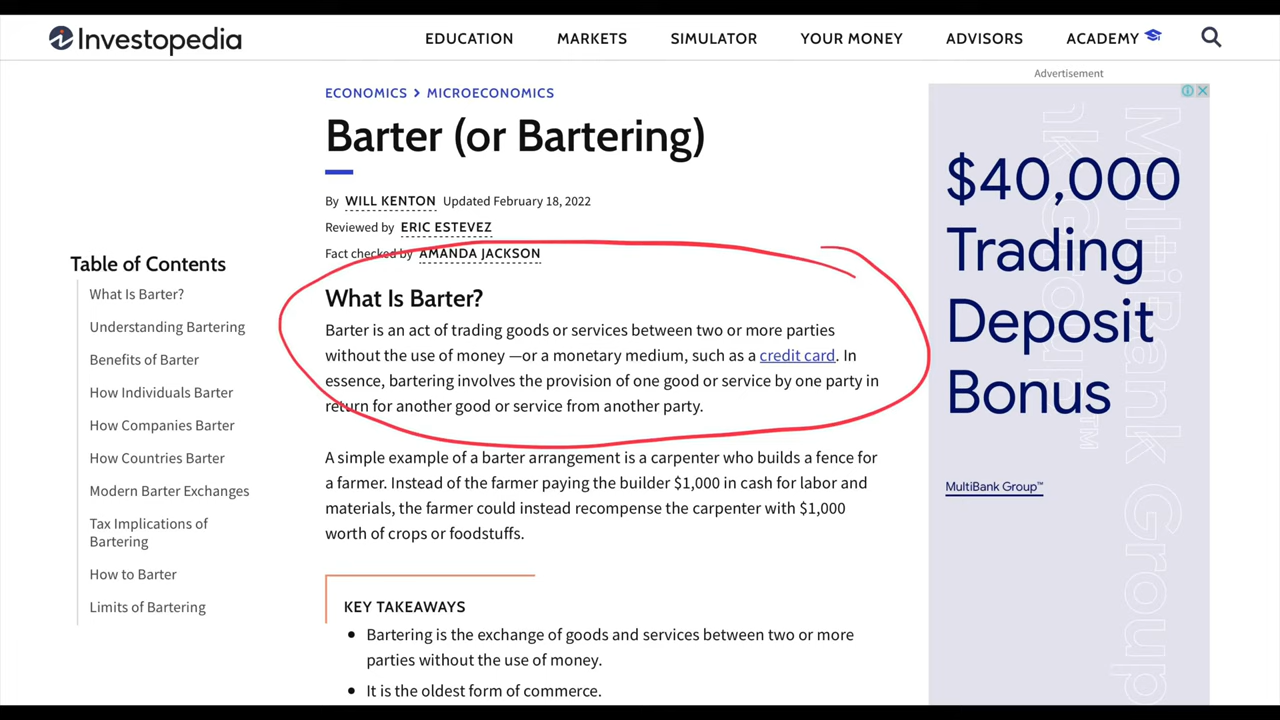 Investopedia
EDUCATION MARKETS SIMULATOR YOUR MONEY ADVISORS ACADEMY
Advertisement
ECONOMICS > MICROECONOMICS
Barter (or Bartering)
By WILL KENTON Updated February 18, 2022
Reviewed by ERIC ESTEVEZ
Fact checked by AMANDA JACKSON
Table of Contents
What Is Barter?
Understanding Bartering
Benefits of Barter
How Individuals Barter
How Companies Barter
How Countries Barter
Modern Barter Exchanges
Tax Implications of
Bartering
How to Barter
Limits of Bartering
What Is Barter?
Barter is an act of trading goods or services between two or more parties
without the use of money —or a monetary medium, such as a credit card. In
essence, bartering involves the provision of one good or service by one party in
return for another good or service from another party.
A simple example of a barter arrangement is a carpenter who builds a fence for
a farmer. Instead of the farmer paying the builder $1,000 in cash for labor and
materials, the farmer could instead recompense the carpenter with $1,000
worth of crops or foodstuffs.
KEY TAKEAWAYS
• Bartering is the exchange of goods and services between two or more
parties without the use of money.
• It is the oldest form of commerce.
$40,000
Trading
Deposit
Bonus
MultiBank Group™
MultiBank Group
nk Group™